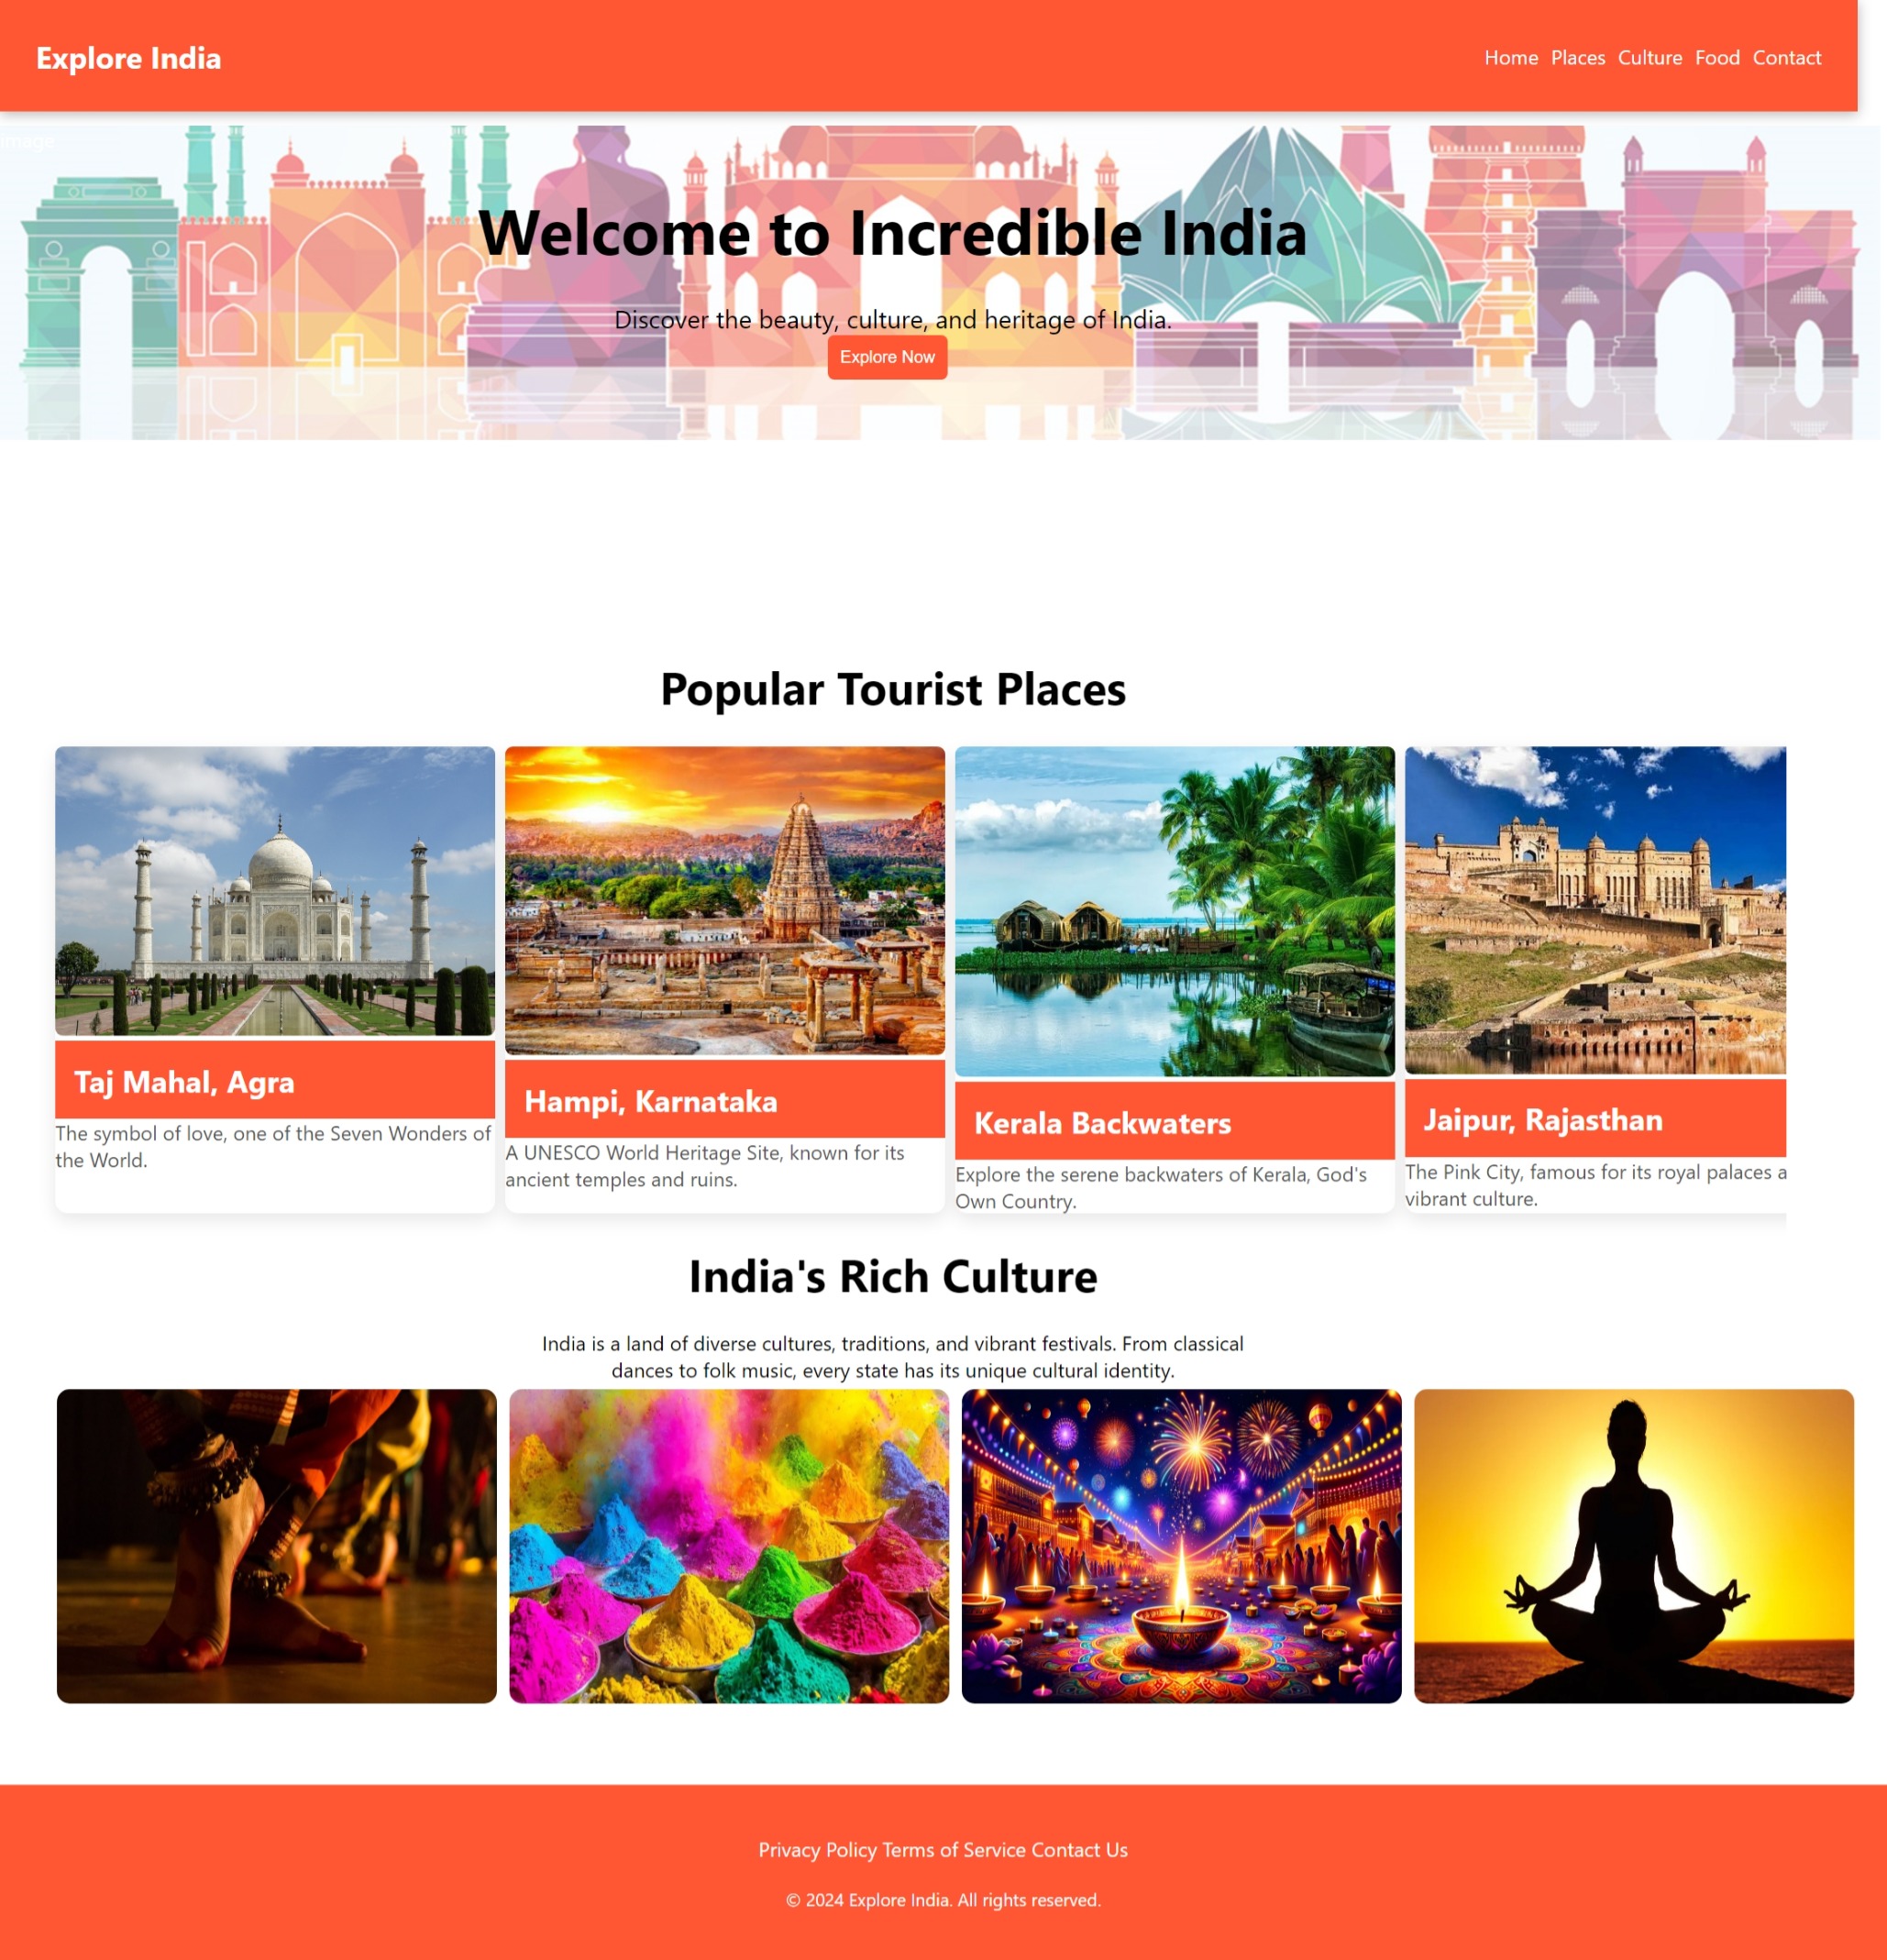 Explore India
Home Places Culture Food Contact
image
Welcome to Incredible India
Discover the beauty, culture, and heritage of India.
Explore Now
Popular Tourist Places
Taj Mahal, Agra
The symbol of love, one of the Seven Wonders of
the World.
Hampi, Karnataka
A UNESCO World Heritage Site, known for its
ancient temples and ruins.
Kerala Backwaters
Explore the serene backwaters of Kerala, God's
Own Country.
Jaipur, Rajasthan
The Pink City, famous for its royal palaces a
vibrant culture.
India's Rich Culture
India is a land of diverse cultures, traditions, and vibrant festivals. From classical
dances to folk music, every state has its unique cultural identity.
Privacy Policy Terms of Service Contact Us
© 2024 Explore India. All rights reserved.